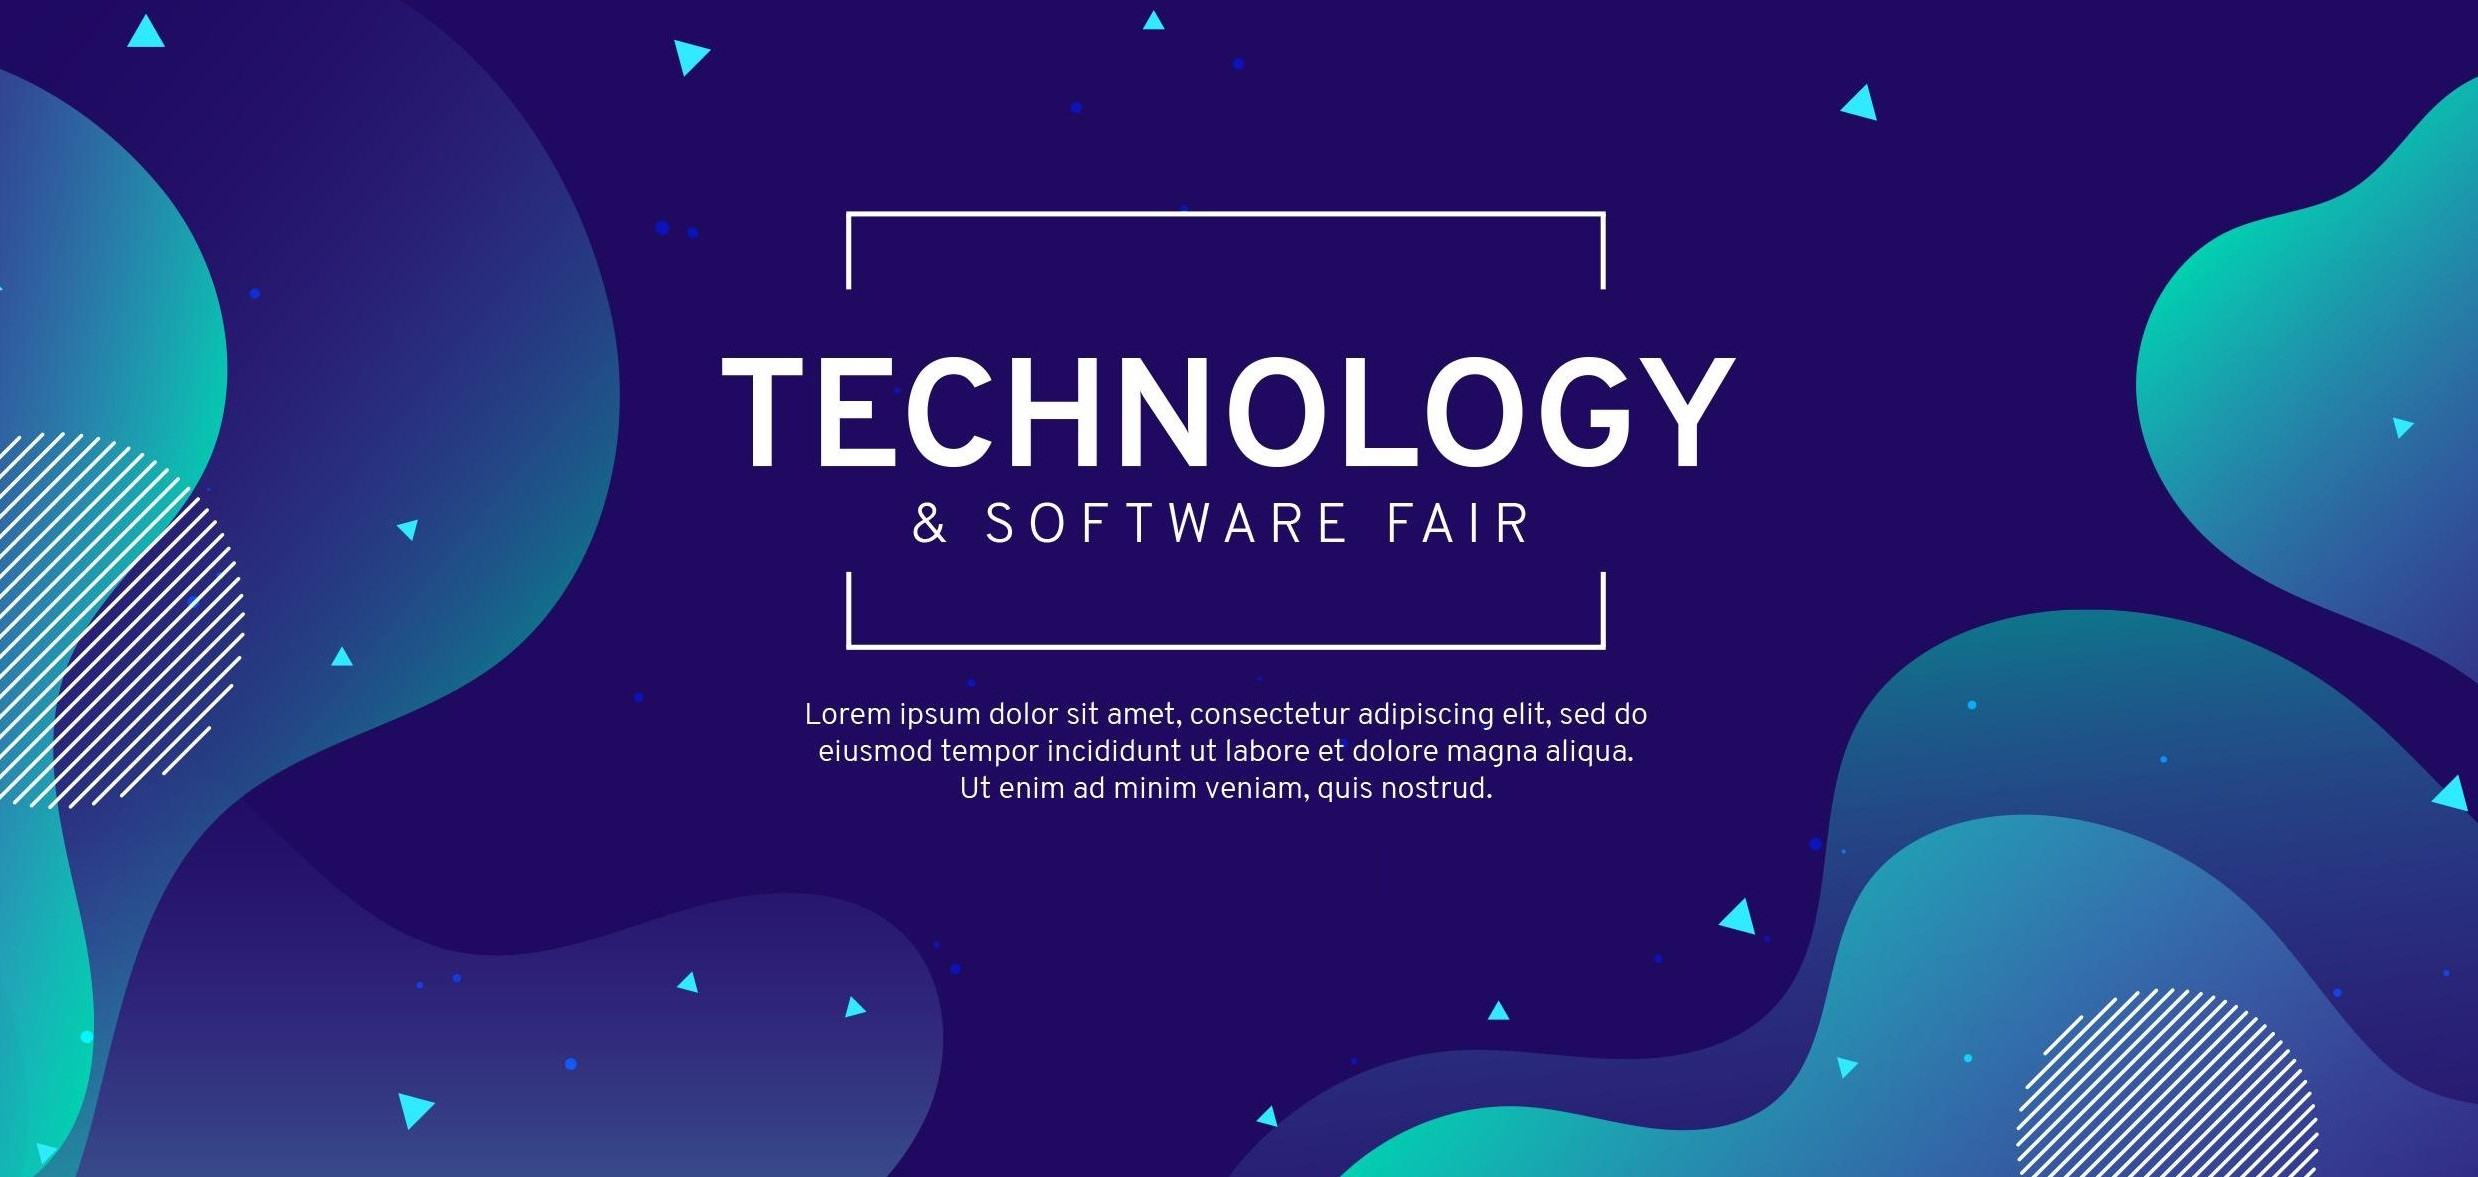 TECHNOLOGY
& SOFTWARE FAIR
Lorem ipsum dolor sit amet, consectetur adipiscing elit, sed do
eiusmod tempor incididunt ut labore et dolore magna aliqua.
Ut enim ad minim veniam, quis nostrud.